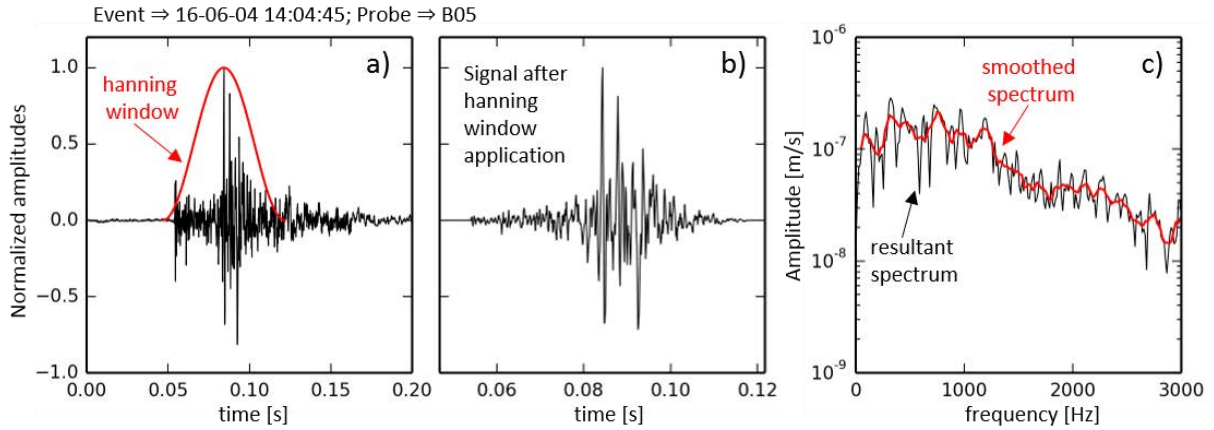 Event ⇒ 16-06-04 14:04:45; Probe ⇒ B05
Normalized amplitudes
1.0
0.5
0.0
−0.5
−1.0
a)
hanning
window
0.00
0.05
0.10
0.15
0.20
time [s]
b)
Signal after
hanning
window
application
0.06
0.08
0.10
0.12
time [s]
Amplitude [m/s]
10⁻⁶
10⁻⁷
10⁻⁸
10⁻⁹
c)
smoothed
spectrum
resultant
spectrum
0
1000
2000
3000
frequency [Hz]